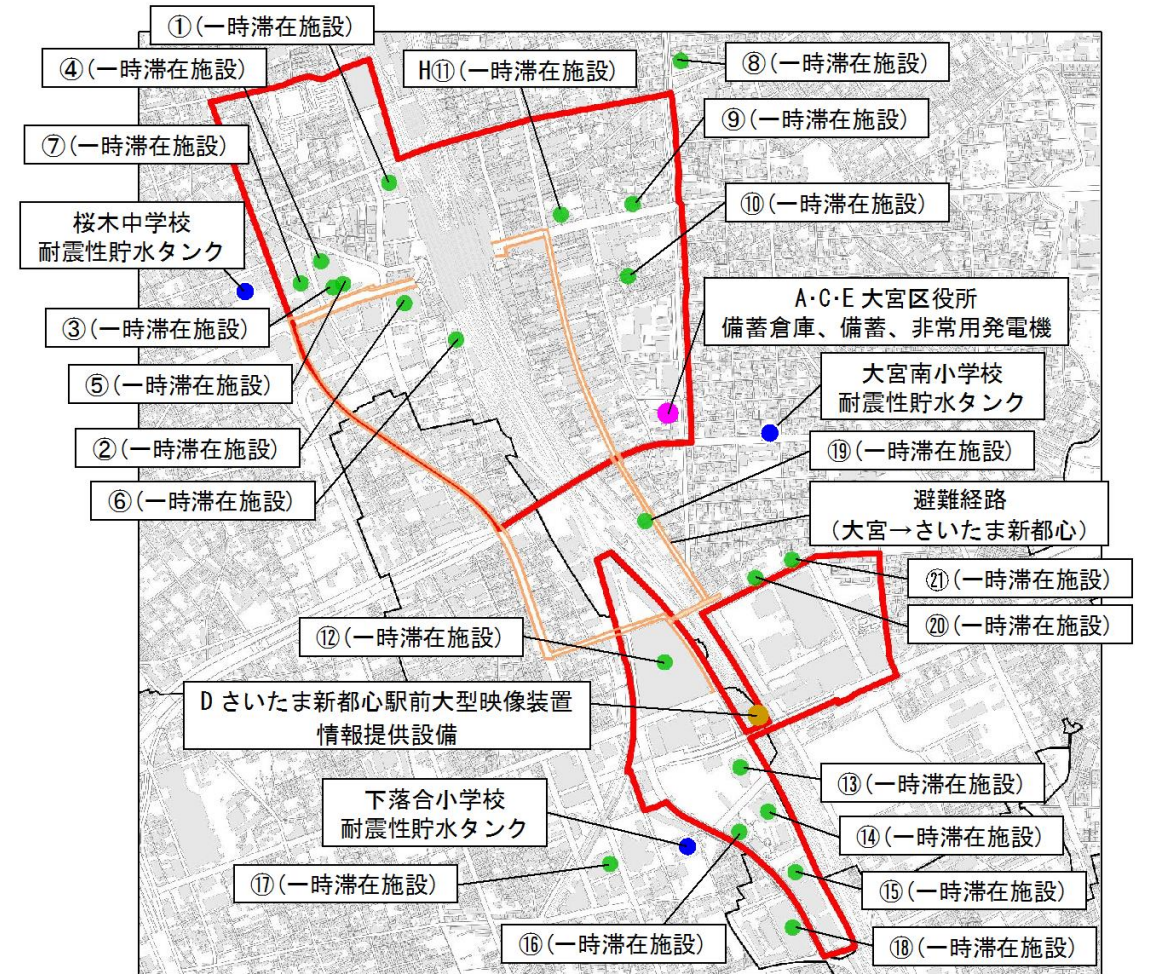 ①(一時滞在施設)
④(一時滞在施設)
H⑪(一時滞在施設)
⑧(一時滞在施設)
⑦(一時滞在施設)
⑨(一時滞在施設)
⑩(一時滞在施設)
桜木中学校
耐震性貯水タンク
A・C・E 大宮区役所
備蓄倉庫、備蓄、非常用発電機
③(一時滞在施設)
⑤(一時滞在施設)
大宮南小学校
耐震性貯水タンク
②(一時滞在施設)
⑲(一時滞在施設)
⑥(一時滞在施設)
避難経路
(大宮→さいたま新都心)
㉑(一時滞在施設)
⑳(一時滞在施設)
⑫(一時滞在施設)
D さいたま新都心駅前大型映像装置
情報提供設備
⑬(一時滞在施設)
下落合小学校
耐震性貯水タンク
⑭(一時滞在施設)
⑰(一時滞在施設)
⑮(一時滞在施設)
⑯(一時滞在施設)
⑱(一時滞在施設)